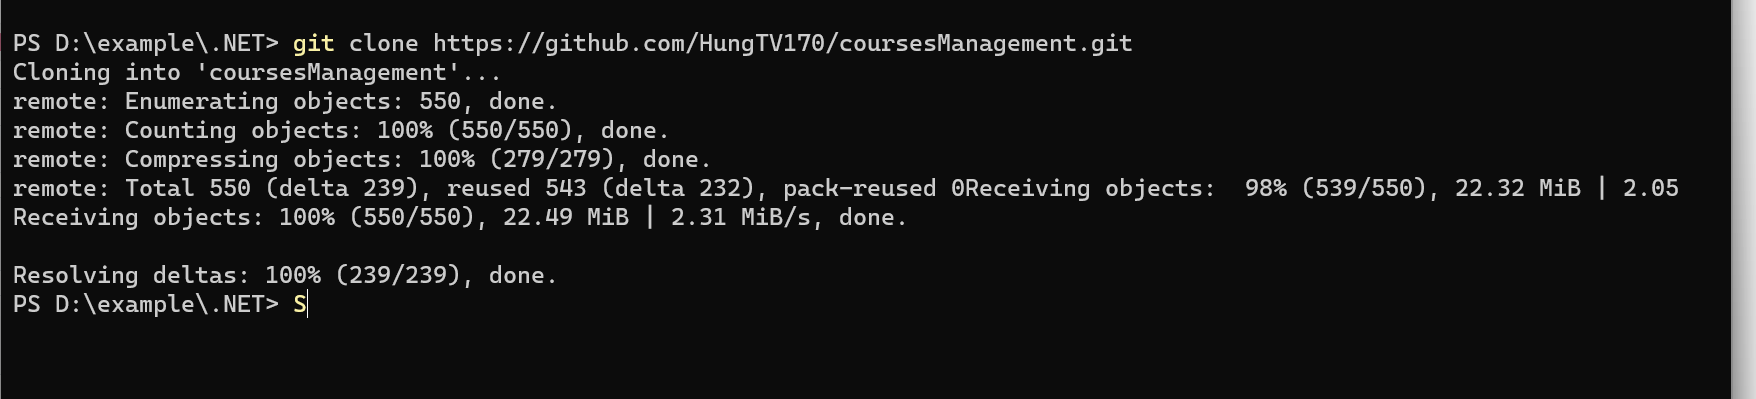 PS D:\example\.NET> git clone https://github.com/HungTV170/coursesManagement.git
Cloning into 'coursesManagement'...
remote: Enumerating objects: 550, done.
remote: Counting objects: 100% (550/550), done.
remote: Compressing objects: 100% (279/279), done.
remote: Total 550 (delta 239), reused 543 (delta 232), pack-reused 0Receiving objects:  98% (539/550), 22.32 MiB | 2.05
Receiving objects: 100% (550/550), 22.49 MiB | 2.31 MiB/s, done.

Resolving deltas: 100% (239/239), done.
PS D:\example\.NET> S